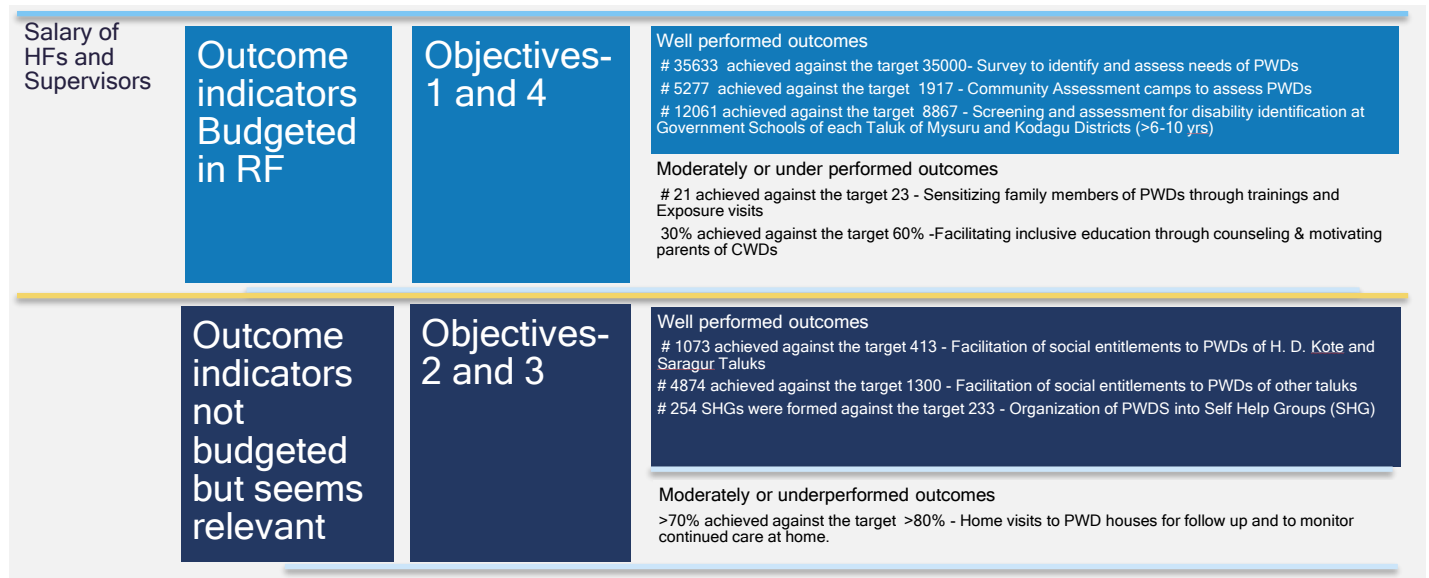 Salary of
HFs and
Supervisors
Outcome
indicators
Budgeted
in RF
Objectives-
1 and 4
Well performed outcomes
# 35633 achieved against the target 35000- Survey to identify and assess needs of PWDs
# 5277 achieved against the target 1917 - Community Assessment camps to assess PWDs
# 12061 achieved against the target 8867 - Screening and assessment for disability identification at
Government Schools of each Taluk of Mysuru and Kodagu Districts (>6-10 yrs)
Moderately or under performed outcomes
# 21 achieved against the target 23 - Sensitizing family members of PWDs through trainings and
Exposure visits
30% achieved against the target 60% -Facilitating inclusive education through counseling & motivating
parents of CWDs
Outcome
indicators
not
budgeted
but seems
relevant
Objectives-
2 and 3
Well performed outcomes
# 1073 achieved against the target 413 - Facilitation of social entitlements to PWDs of H. D. Kote and
Saragur Taluks
# 4874 achieved against the target 1300 - Facilitation of social entitlements to PWDs of other taluks
# 254 SHGs were formed against the target 233 - Organization of PWDS into Self Help Groups (SHG)
Moderately or underperformed outcomes
>70% achieved against the target >80% - Home visits to PWD houses for follow up and to monitor
continued care at home.